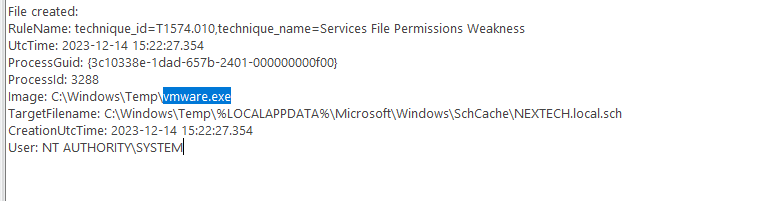 File created:
RuleName: technique_id=T1574.010,technique_name=Services File Permissions Weakness
UtcTime: 2023-12-14 15:22:27.354
ProcessGuid: {3c10338e-1dad-657b-2401-000000000f00}
ProcessId: 3288
Image: C:\Windows\Temp\vmware.exe
TargetFilename: C:\Windows\Temp\%LOCALAPPDATA%\Microsoft\Windows\SchCache\NEXTECH.local.sch
CreationUtcTime: 2023-12-14 15:22:27.354
User: NT AUTHORITY\SYSTEM